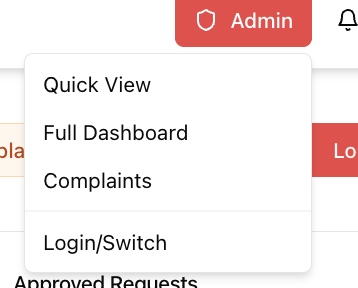 Admin
Quick View
Full Dashboard
Complaints
Login/Switch
Approved Requests